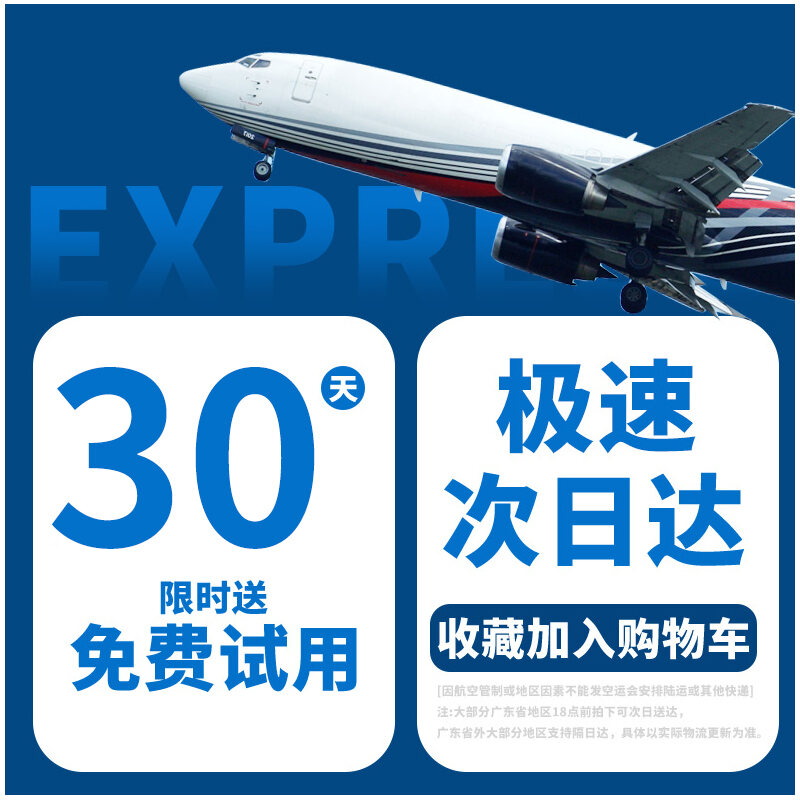 EXPRE
30天
限时送
免费试用
极速
次日达
收藏加入购物车
[因航空管制或地区因素不能发空运会安排陆运或其他快递]
注:大部分广东省地区18点前拍下可次日送达，
广东省外大部分地区支持隔日达，具体以实际物流更新为准。